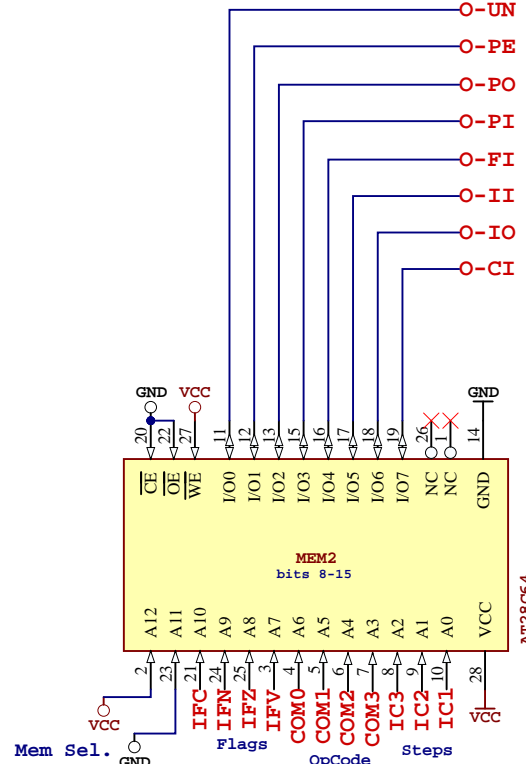 O-UN
O-PE
O-PO
O-PI
O-FI
O-II
O-IO
O-CI
GND VCC GND
20 22 27 11 12 13 15 16 17 18 19 26 1 14
CE OE WE I/O0 I/O1 I/O2 I/O3 I/O4 I/O5 I/O6 I/O7 NC NC GND
MEM2
bits 8-15
A12 A11 A10 A9 A8 A7 A6 A5 A4 A3 A2 A1 A0 VCC
2 23 21 24 25 3 4 5 6 7 8 9 10 28
IFC IFN IFZ IFV COM0 COM1 COM2 COM3 IC3 IC2 IC1
VCC VCC
Mem Sel. Flags Steps
GND OpCode